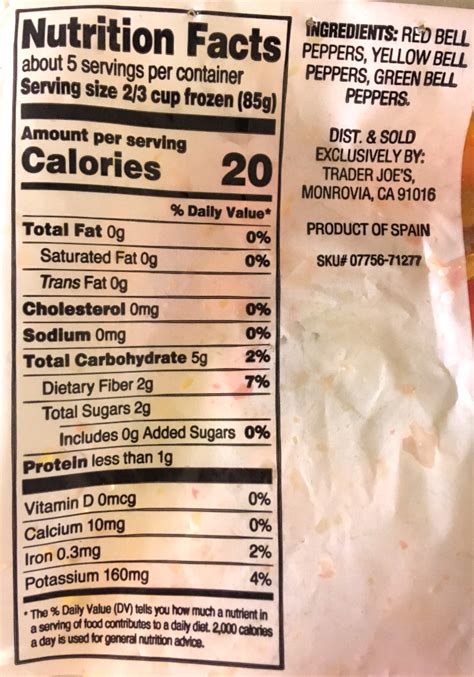 Nutrition Facts
about 5 servings per container
Serving size 2/3 cup frozen (85g)
Amount per serving
Calories 20
% Daily Value*
Total Fat 0g 0%
Saturated Fat 0g 0%
Trans Fat 0g
Cholesterol 0mg 0%
Sodium 0mg 0%
Total Carbohydrate 5g 2%
Dietary Fiber 2g 7%
Total Sugars 2g
Includes 0g Added Sugars 0%
Protein less than 1g
Vitamin D 0mcg 0%
Calcium 10mg 0%
Iron 0.3mg 2%
Potassium 160mg 4%
* The % Daily Value (DV) tells you how much a nutrient in
a serving of food contributes to a daily diet. 2,000 calories
a day is used for general nutrition advice.
INGREDIENTS: RED BELL
PEPPERS, YELLOW BELL
PEPPERS, GREEN BELL
PEPPERS.
DIST. & SOLD
EXCLUSIVELY BY:
TRADER JOE'S,
MONROVIA, CA 91016
PRODUCT OF SPAIN
SKU# 07756-71277